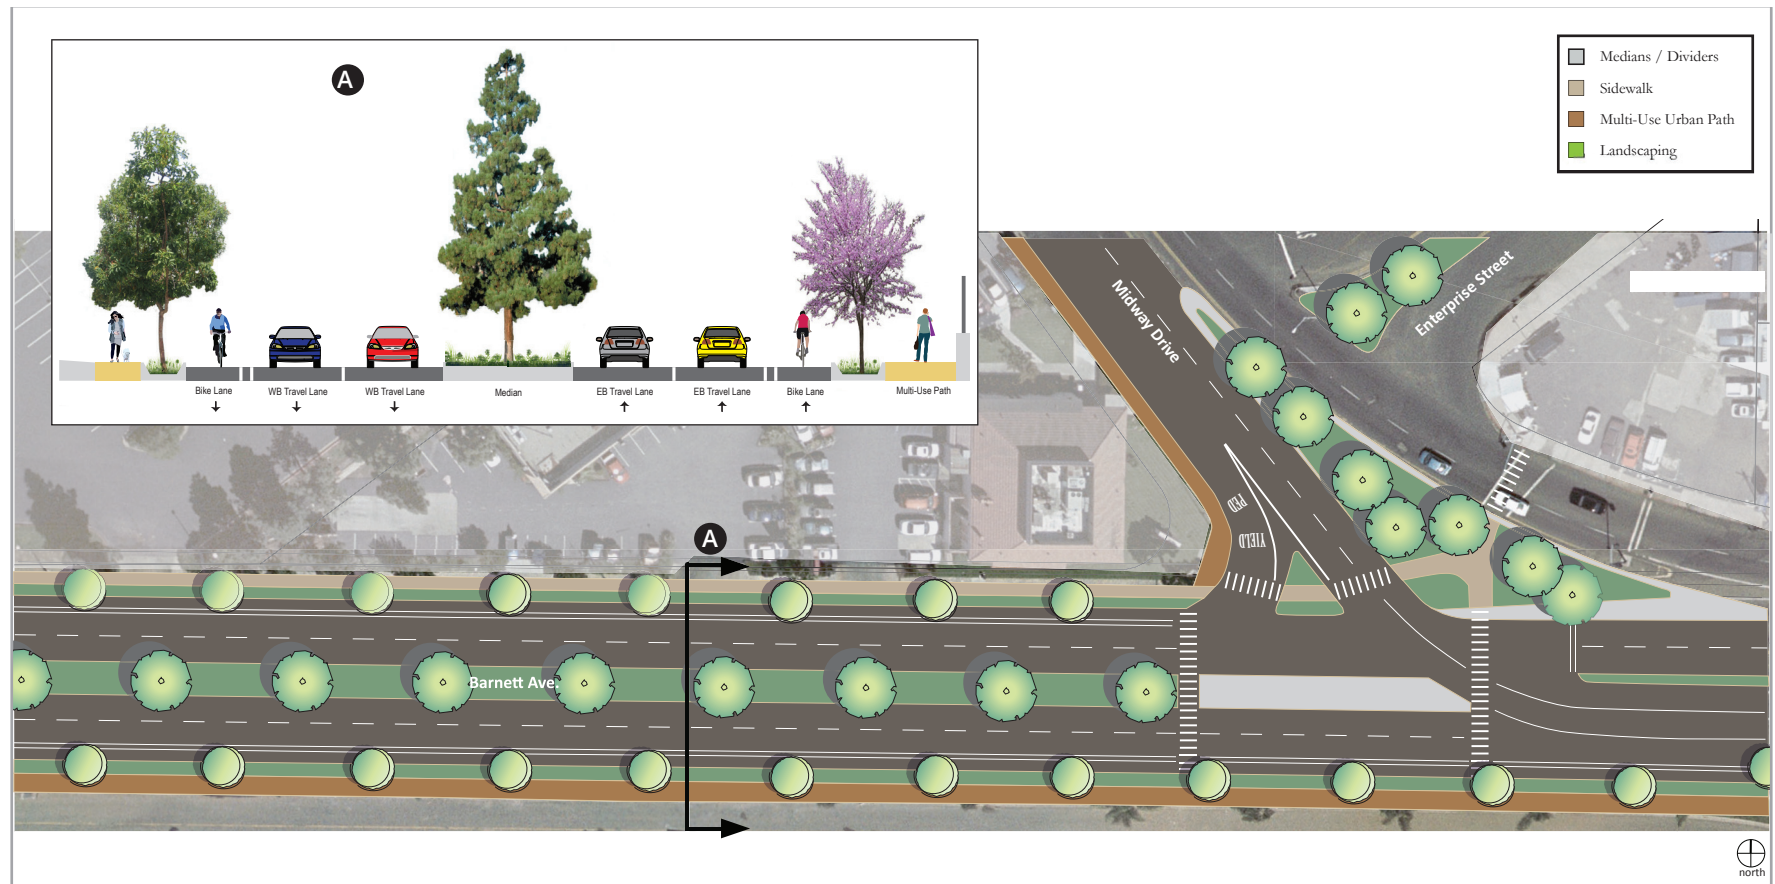 A
Bike Lane
WB Travel Lane
WB Travel Lane
Median
EB Travel Lane
EB Travel Lane
Bike Lane
Multi-Use Path
Medians / Dividers
Sidewalk
Multi-Use Urban Path
Landscaping
Midway Drive
Enterprise Street
PED
YIELD
A
Barnett Ave.
north